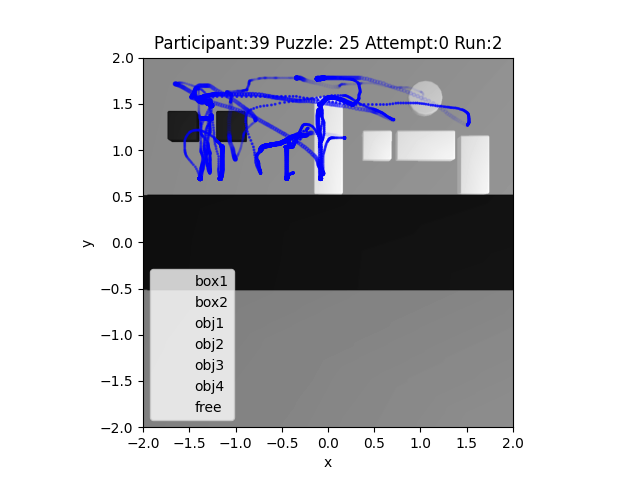 Participant:39 Puzzle: 25 Attempt:0 Run:2
2.0
1.5
1.0
0.5
0.0
−0.5
−1.0
−1.5
−2.0
y
box1
box2
obj1
obj2
obj3
obj4
free
−2.0 −1.5 −1.0 −0.5 0.0 0.5 1.0 1.5 2.0
x